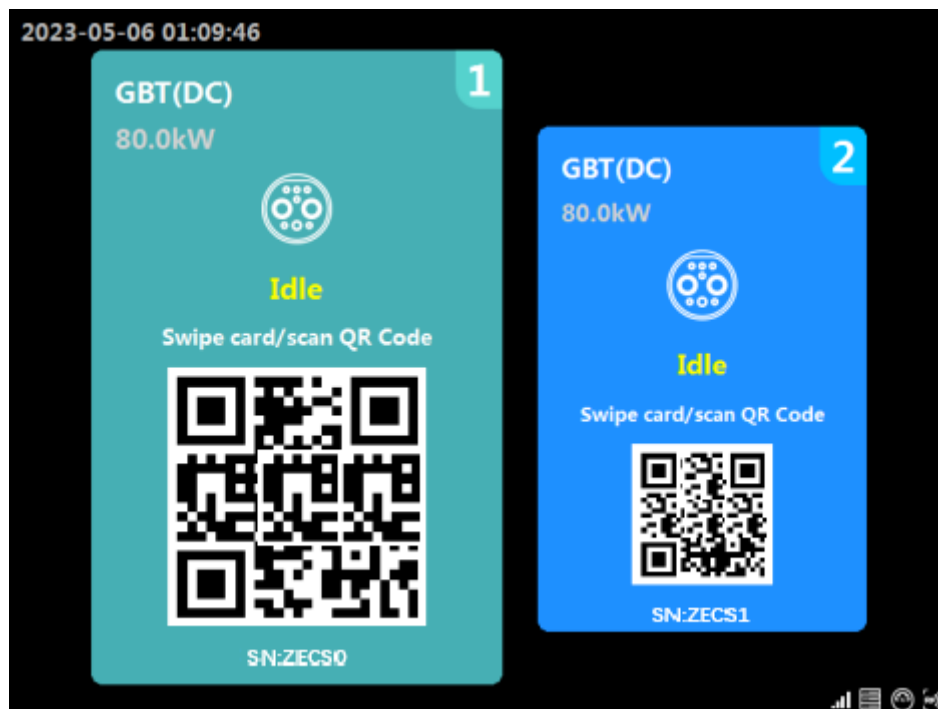 2023-05-06 01:09:46
1
GBT(DC)
80.0kW
Idle
Swipe card/scan QR Code
SN:ZECS0
2
GBT(DC)
80.0kW
Idle
Swipe card/scan QR Code
SN:ZECS1